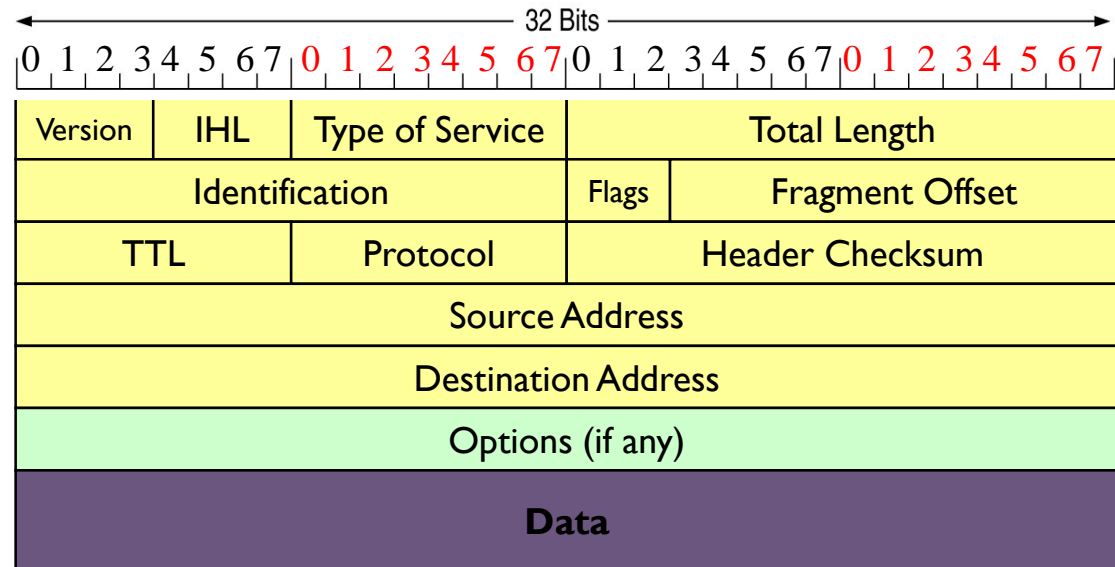 32 Bits
0 1 2 3 4 5 6 7 0 1 2 3 4 5 6 7 0 1 2 3 4 5 6 7 0 1 2 3 4 5 6 7
Version IHL Type of Service Total Length
Identification Flags Fragment Offset
TTL Protocol Header Checksum
Source Address
Destination Address
Options (if any)
Data